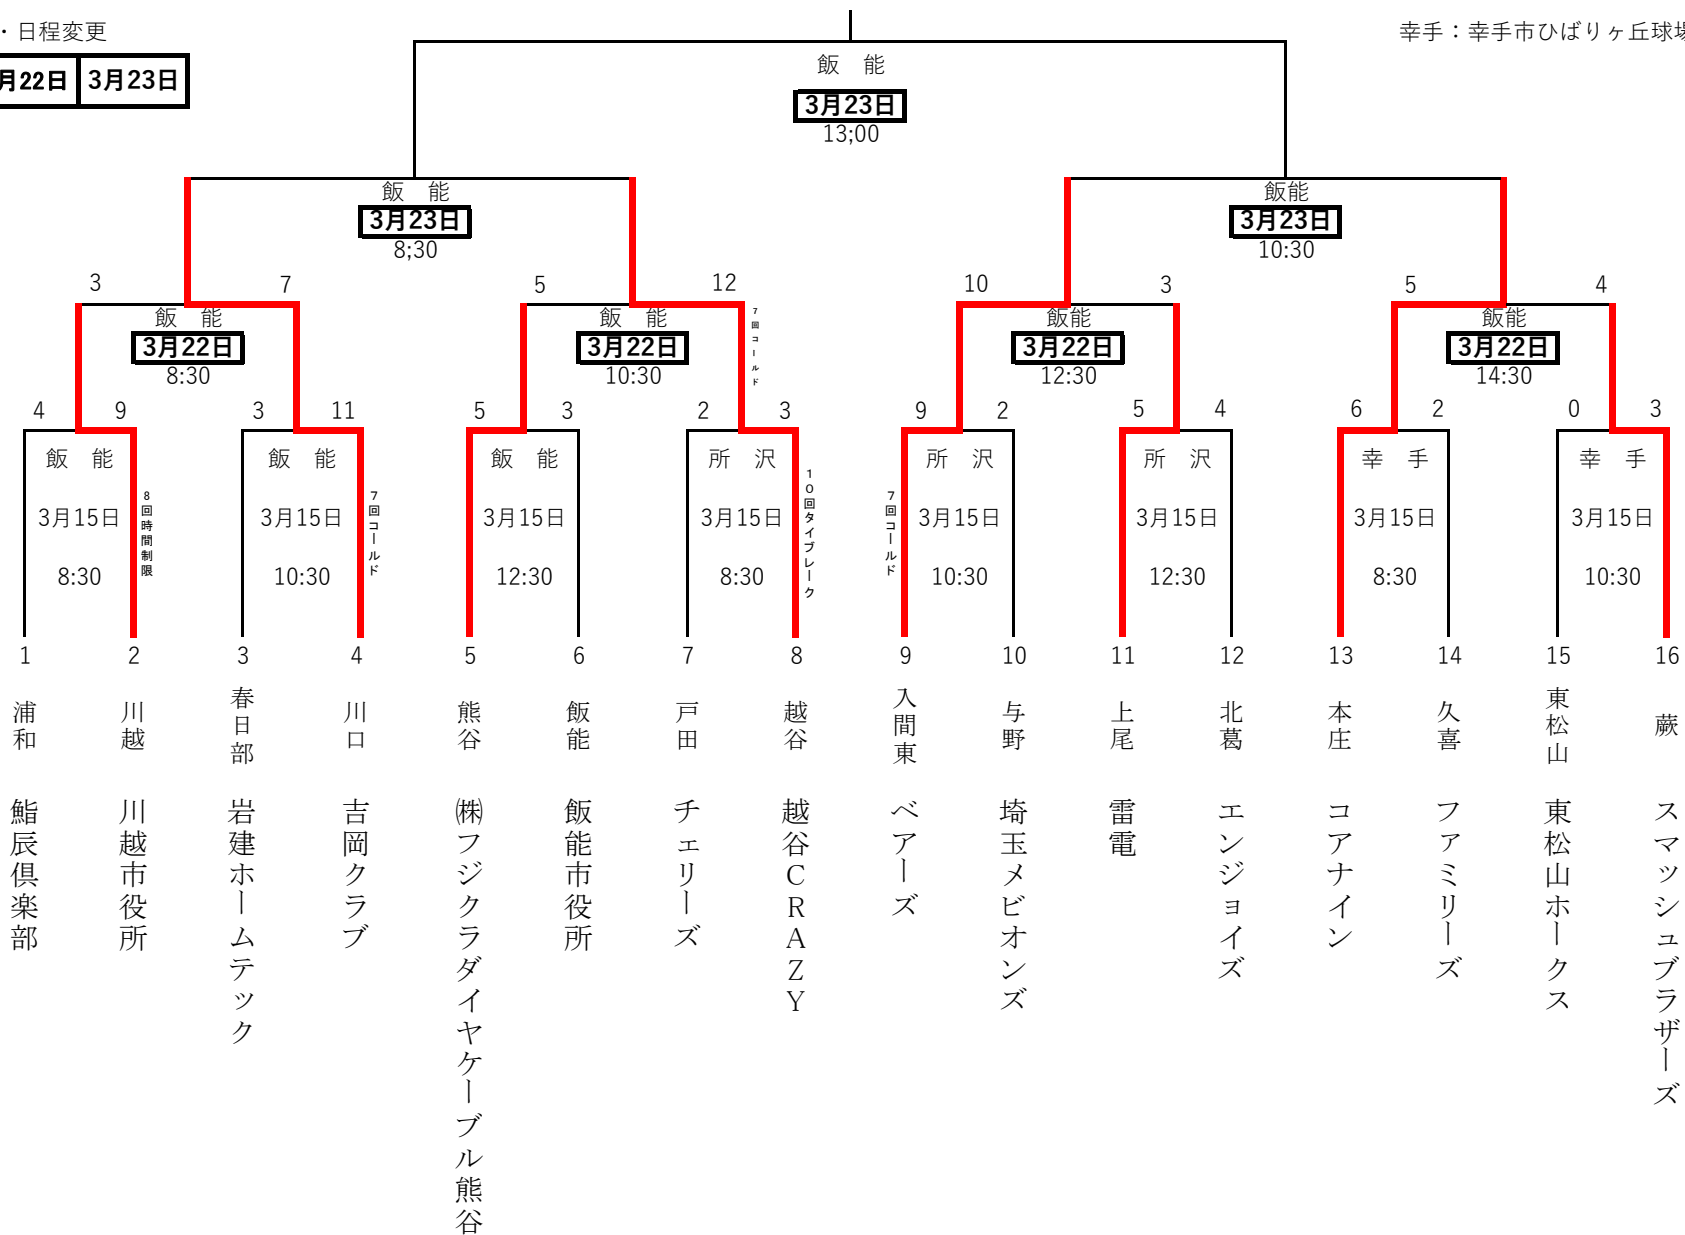 ・日程変更
幸手：幸手市ひばりヶ丘球場
月22日 3月23日
飯 能
3月23日
13;00
飯 能
3月23日
8;30
飯能
3月23日
10:30
3 7 5 12 10 3 5 4
飯 能
3月22日
8:30
飯 能
3月22日
10:30
7回コールド
飯能
3月22日
12:30
飯能
3月22日
14:30
4 9 3 11 5 3 2 3 9 2 5 4 6 2 0 3
飯 能
3月15日
8:30
8回時間制限
飯 能
3月15日
10:30
7回コールド
飯 能
3月15日
12:30
所 沢
3月15日
8:30
10回タイブレーク
7回コールド
所 沢
3月15日
10:30
所 沢
3月15日
12:30
幸 手
3月15日
8:30
幸 手
3月15日
10:30
1 2 3 4 5 6 7 8 9 10 11 12 13 14 15 16
浦和
鮨辰倶楽部
川越
川越市役所
春日部
岩建ホームテック
川口
吉岡クラブ
熊谷
㈱フジクラダイヤケーブル熊谷
飯能
飯能市役所
戸田
チェリーズ
越谷
越谷CRAZY
入間東
ベアーズ
与野
埼玉メビオンズ
上尾
雷電
北葛
エンジョイズ
本庄
コアナイン
久喜
ファミリーズ
東松山
東松山ホークス
蕨
スマッシュブラザーズ